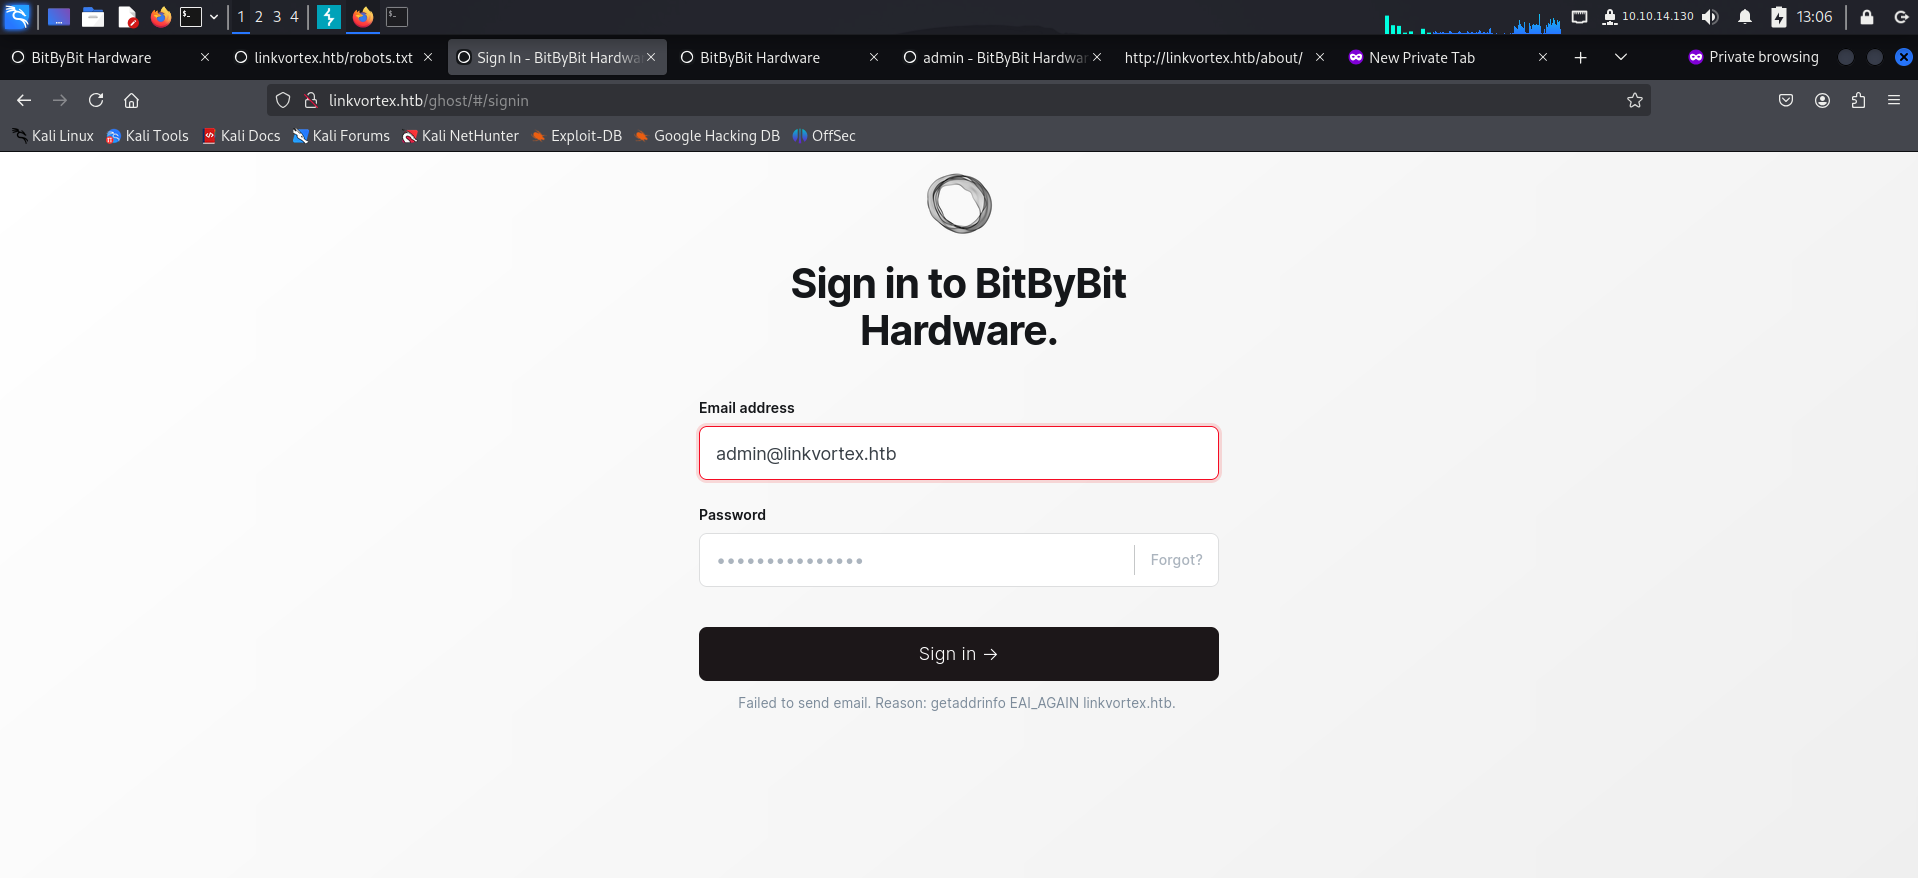 1 2 3 4 10.10.14.130 13:06
BitByBit Hardware linkvortex.htb/robots.txt Sign In - BitByBit Hardwa BitByBit Hardware admin - BitByBit Hardwar http://linkvortex.htb/about/ New Private Tab Private browsing
linkvortex.htb/ghost/#/signin
Kali Linux Kali Tools Kali Docs Kali Forums Kali NetHunter Exploit-DB Google Hacking DB OffSec
Sign in to BitByBit
Hardware.
Email address
admin@linkvortex.htb
Password
•••••••••••••••
Forgot?
Sign in →
Failed to send email. Reason: getaddrinfo EAI_AGAIN linkvortex.htb.